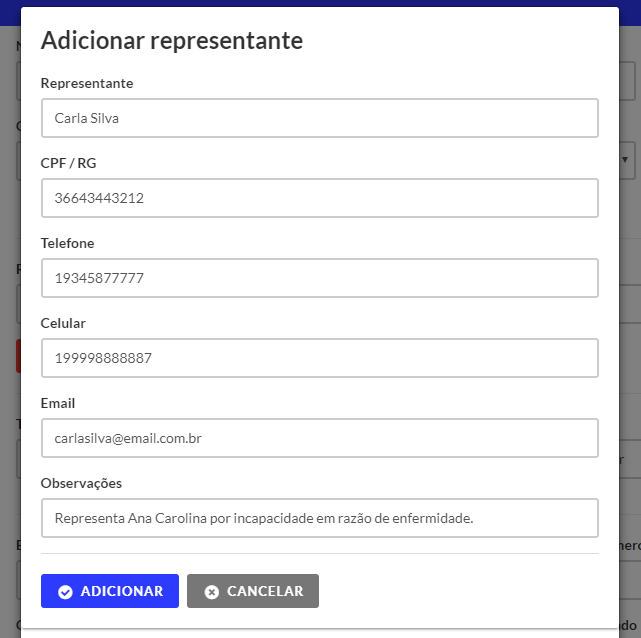 Adicionar representante
Representante
Carla Silva
CPF / RG
36643443212
Telefone
19345877777
Celular
199998888887
Email
carlasilva@email.com.br
Observações
Representa Ana Carolina por incapacidade em razão de enfermidade.
ADICIONAR CANCELAR